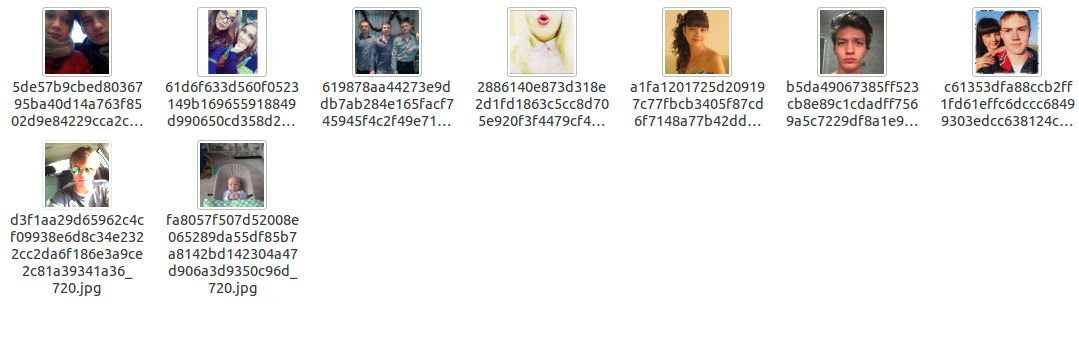 5de57b9cbed80367
95ba40d14a763f85
02d9e84229cca2c...
61d6f633d560f0523
149b169655918849
d990650cd358d2...
619878aa44273e9d
db7ab284e165facf7
45945f4c2f49e71...
2886140e873d318e
2d1fd1863c5cc8d70
5e920f3f4479cf4...
a1fa1201725d20919
7c77fbcb3405f87cd
6f7148a77b42dd...
b5da49067385ff523
cb8e89c1cdadff756
9a5c7229df8a1e9...
c61353dfa88ccb2ff
1fd61effc6dccc6849
9303edcc638124c...
d3f1aa29d65962c4c
f09938e6d8c34e232
2cc2da6f186e3a9ce
2c81a39341a36_
720.jpg
fa8057f507d52008e
065289da55df85b7
a8142bd142304a47
d906a3d9350c96d_
720.jpg